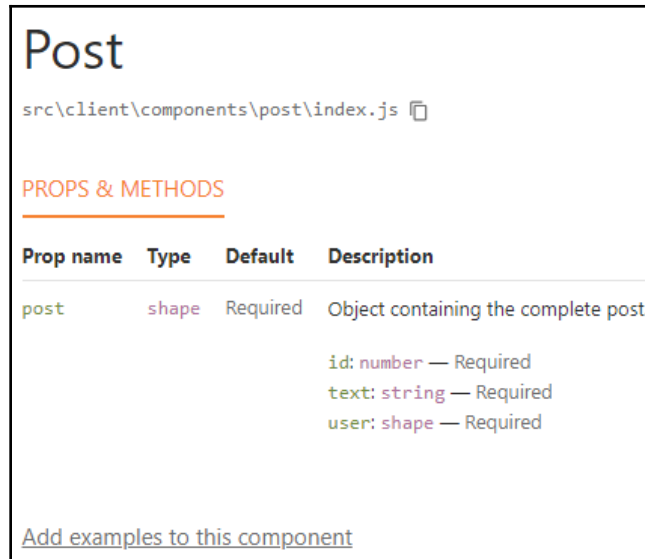 Post
src\client\components\post\index.js
PROPS & METHODS
Prop name Type Default Description
post shape Required Object containing the complete post
id: number — Required
text: string — Required
user: shape — Required
Add examples to this component